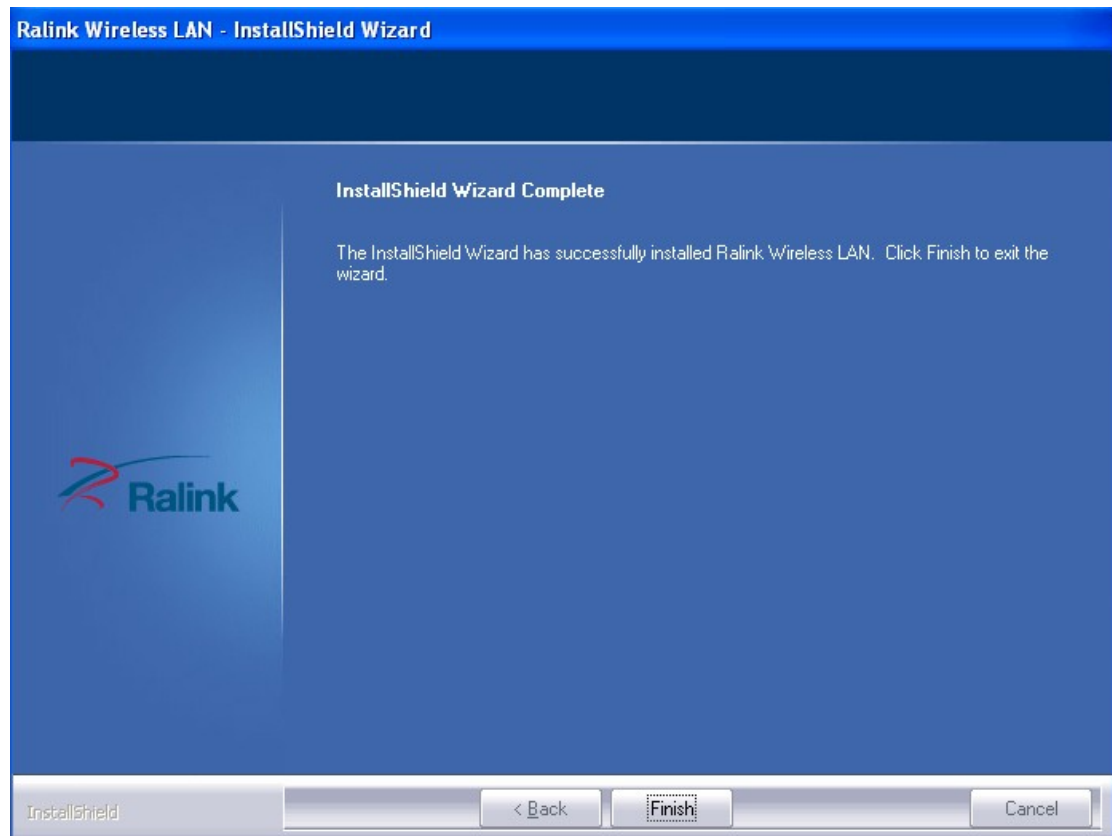 Ralink Wireless LAN - InstallShield Wizard
InstallShield Wizard Complete
The InstallShield Wizard has successfully installed Ralink Wireless LAN.  Click Finish to exit the
wizard.
Ralink
InstallShield
< Back
Finish
Cancel